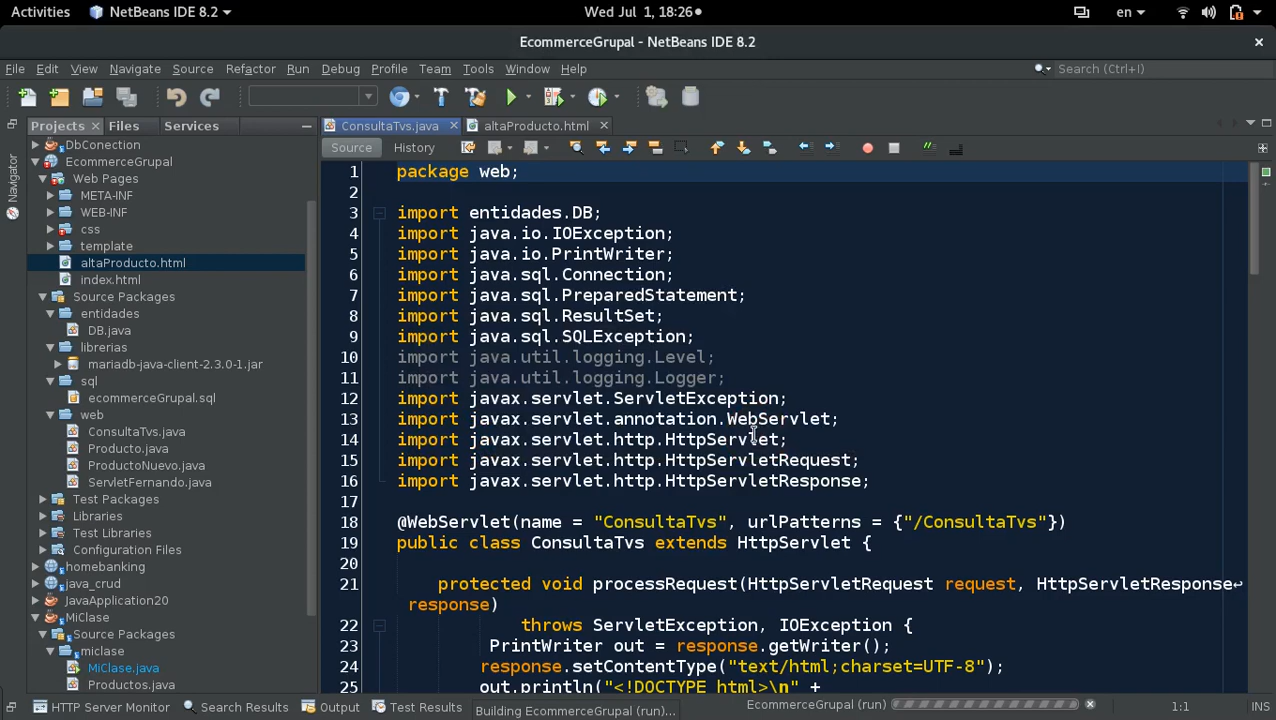 Activities NetBeans IDE 8.2 Wed Jul 1, 18:26 en
EcommerceGrupal - NetBeans IDE 8.2
File Edit View Navigate Source Refactor Run Debug Profile Team Tools Window Help Search (Ctrl+I)
Projects Files Services ConsultaTvs.java altaProducto.html
Source History
Navigator
DbConection
EcommerceGrupal
Web Pages
META-INF
WEB-INF
css
template
altaProducto.html
index.html
Source Packages
entidades
DB.java
librerias
mariadb-java-client-2.3.0-1.jar
sql
ecommerceGrupal.sql
web
ConsultaTvs.java
Producto.java
ProductoNuevo.java
ServletFernando.java
Test Packages
Libraries
Test Libraries
Configuration Files
homebanking
java_crud
JavaApplication20
MiClase
Source Packages
miclase
MiClase.java
Productos.java
1 package web;
2
3 import entidades.DB;
4 import java.io.IOException;
5 import java.io.PrintWriter;
6 import java.sql.Connection;
7 import java.sql.PreparedStatement;
8 import java.sql.ResultSet;
9 import java.sql.SQLException;
10 import java.util.logging.Level;
11 import java.util.logging.Logger;
12 import javax.servlet.ServletException;
13 import javax.servlet.annotation.WebServlet;
14 import javax.servlet.http.HttpServlet;
15 import javax.servlet.http.HttpServletRequest;
16 import javax.servlet.http.HttpServletResponse;
17
18 @WebServlet(name = "ConsultaTvs", urlPatterns = {"/ConsultaTvs"})
19 public class ConsultaTvs extends HttpServlet {
20
21 protected void processRequest(HttpServletRequest request, HttpServletResponse
response)
22 throws ServletException, IOException {
23 PrintWriter out = response.getWriter();
24 response.setContentType("text/html;charset=UTF-8");
25 out.println("<!DOCTYPE html>\n" +
HTTP Server Monitor Search Results Output Test Results Building EcommerceGrupal (run)... EcommerceGrupal (run) 1:1 INS